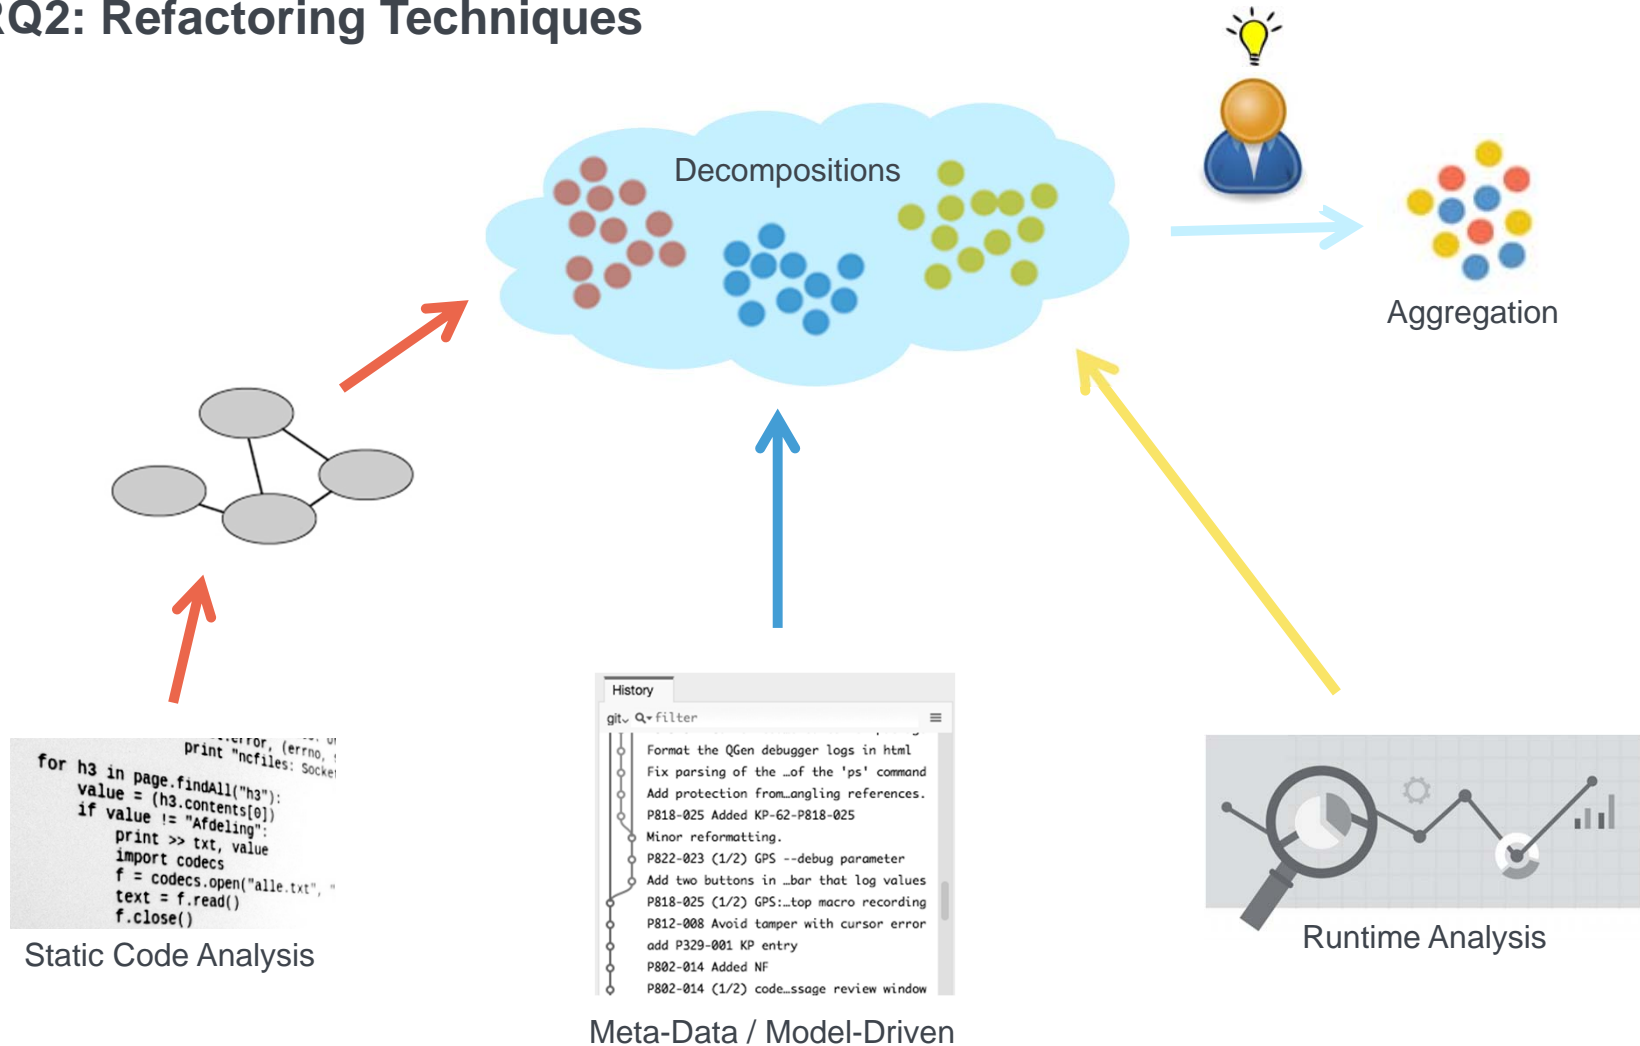 RQ2: Refactoring Techniques
Decompositions
Aggregation
print "ncfiles: Socket
for h3 in page.findAll("h3"):
value = (h3.contents[0])
if value != "Afdeling":
print >> txt, value
import codecs
f = codecs.open("alle.txt", "
text = f.read()
f.close()
Static Code Analysis
History
git filter
Format the QGen debugger logs in html
Fix parsing of the …of the 'ps' command
Add protection from…angling references.
P818-025 Added KP-62-P818-025
Minor reformatting.
P822-023 (1/2) GPS --debug parameter
Add two buttons in …bar that log values
P818-025 (1/2) GPS:…top macro recording
P812-008 Avoid tamper with cursor error
add P329-001 KP entry
P802-014 Added NF
P802-014 (1/2) code…ssage review window
Meta-Data / Model-Driven
Runtime Analysis